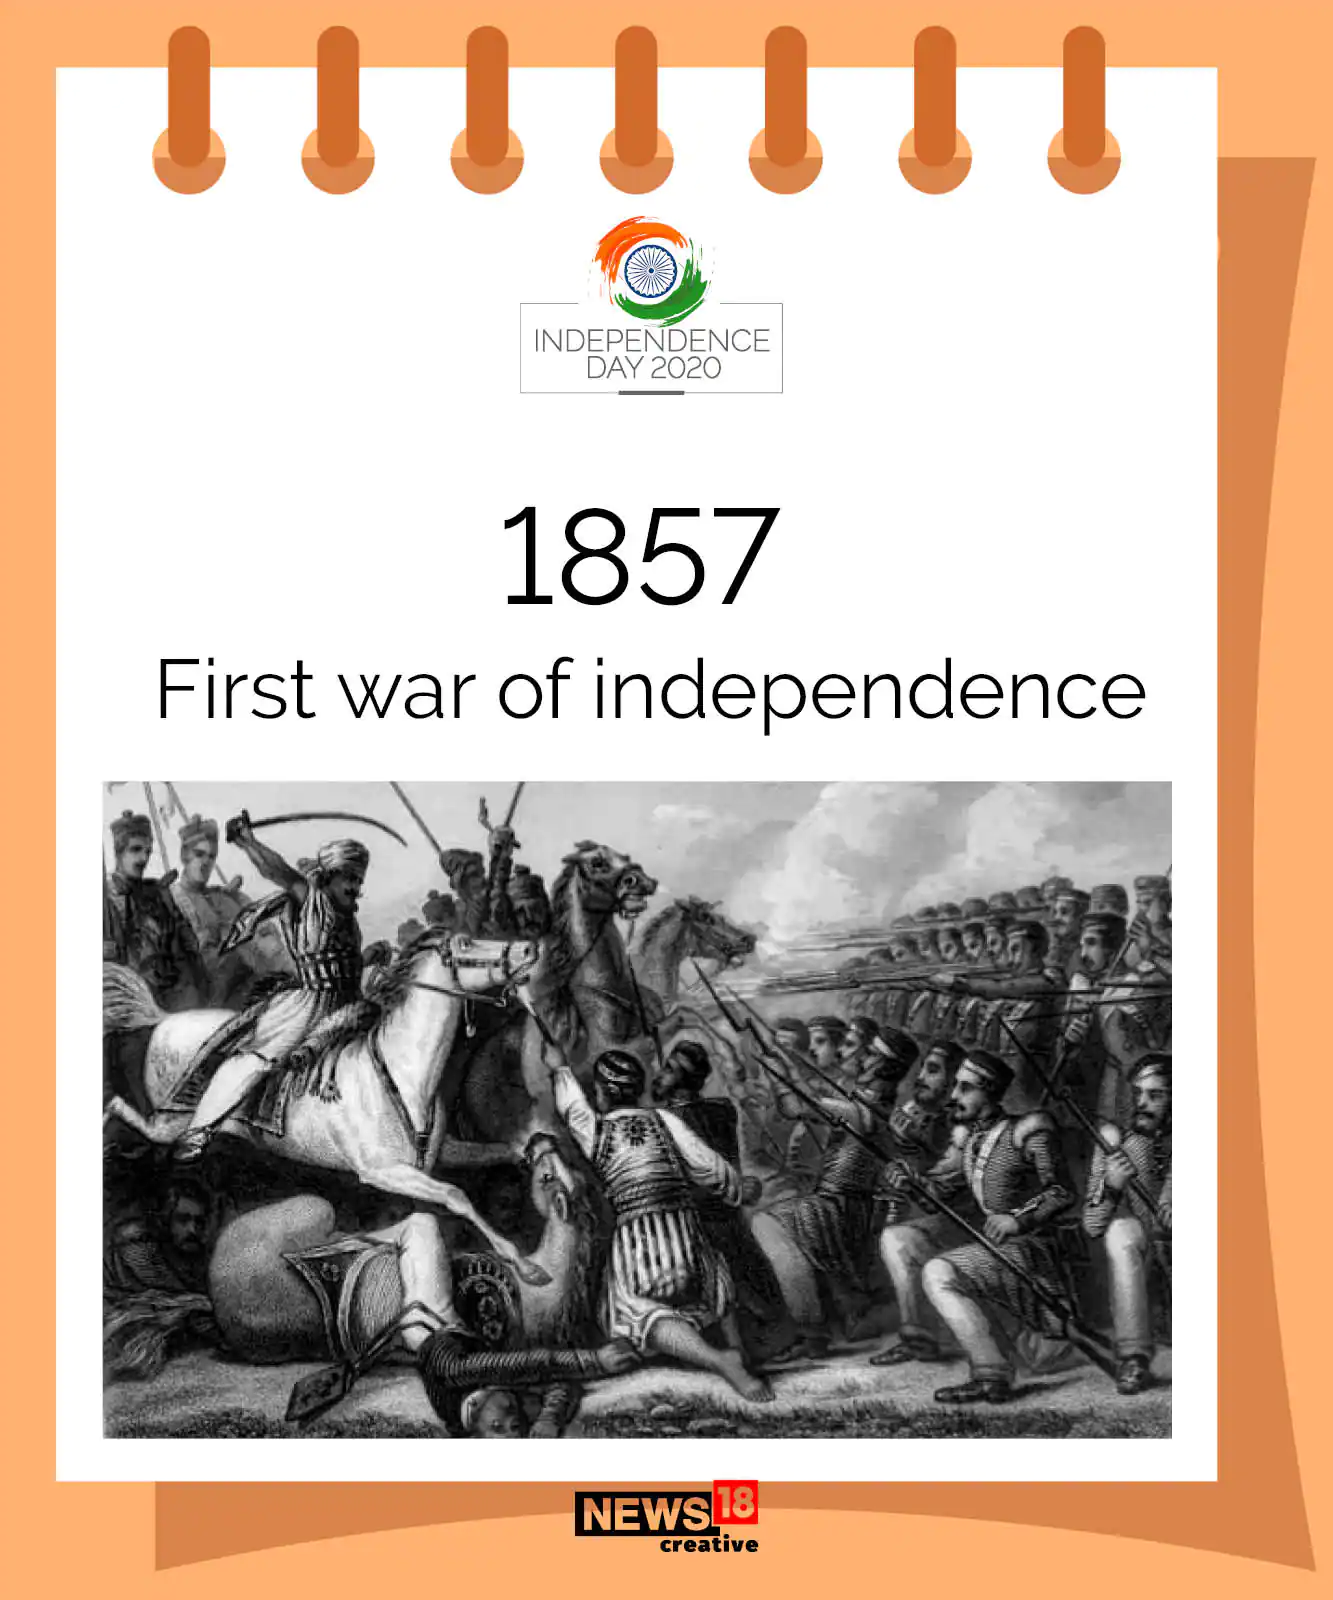 INDEPENDENCE
DAY 2020
1857
First war of independence
NEWS18
creative